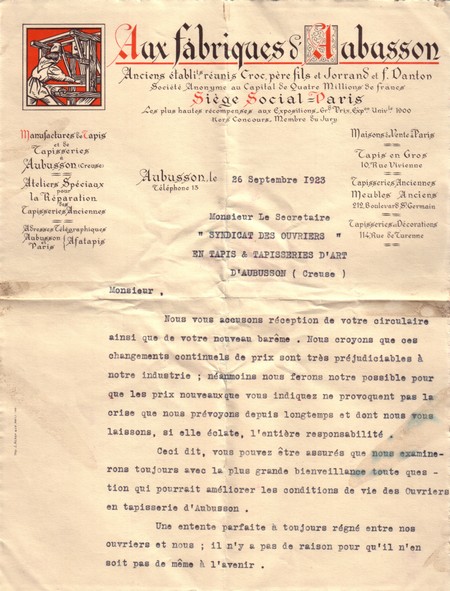 Aux fabriques d'Aubusson
Anciens établits réunis Croc, père fils et Jorrand et F. Danton
Société Anonyme au Capital de Quatre Millions de francs
Siège Social = Paris
Les plus hautes récompenses aux Expositions. Grd Prix Expon Univlle 1900
Hors Concours, Membre du Jury
Manufactures de Tapis
et de
Tapisseries
à
Aubusson (Creuse)
Ateliers Spéciaux
pour la Réparation
des
Tapisseries Anciennes
Adresses Télégraphiques
Aubusson
Paris
Asatapis
Maisons de Vente à Paris
Tapis en Gros
10, Rue Vivienne
Tapisseries Anciennes
Meubles Anciens
212, Boulevard St Germain
Tapisseries & Décorations
114, Rue de Turenne
Aubusson, le 26 Septembre 1923
Téléphone 15
Monsieur Le Secretaire
" SYNDICAT DES OUVRIERS "
EN TAPIS & TAPISSERIES D'ART
D'AUBUSSON ( Creuse )
Monsieur ,
Nous vous accusons réception de votre circulaire
ainsi que de votre nouveau barême . Nous croyons que ces
changements continuels de prix sont très préjudiciables à
notre industrie ; néanmoins nous ferons notre possible pour
que les prix nouveauxque vous indiquez ne provoquent pas la
crise que nous prévoyons depuis longtemps et dont nous vous
laissons, si elle éclate, l'entière responsabilité .
Ceci dit, vous pouvez être assurés que nous examine-
rons toujours avec la plus grande bienveillance toute ques -
tion qui pourrait améliorer les conditions de vie des Ouvriers
en tapisserie d'Aubusson .
Une entente parfaite à toujours régné entre nos
ouvriers et nous ; il n'y a pas de raison pour qu'il n'en
soit pas de même à l'avenir .